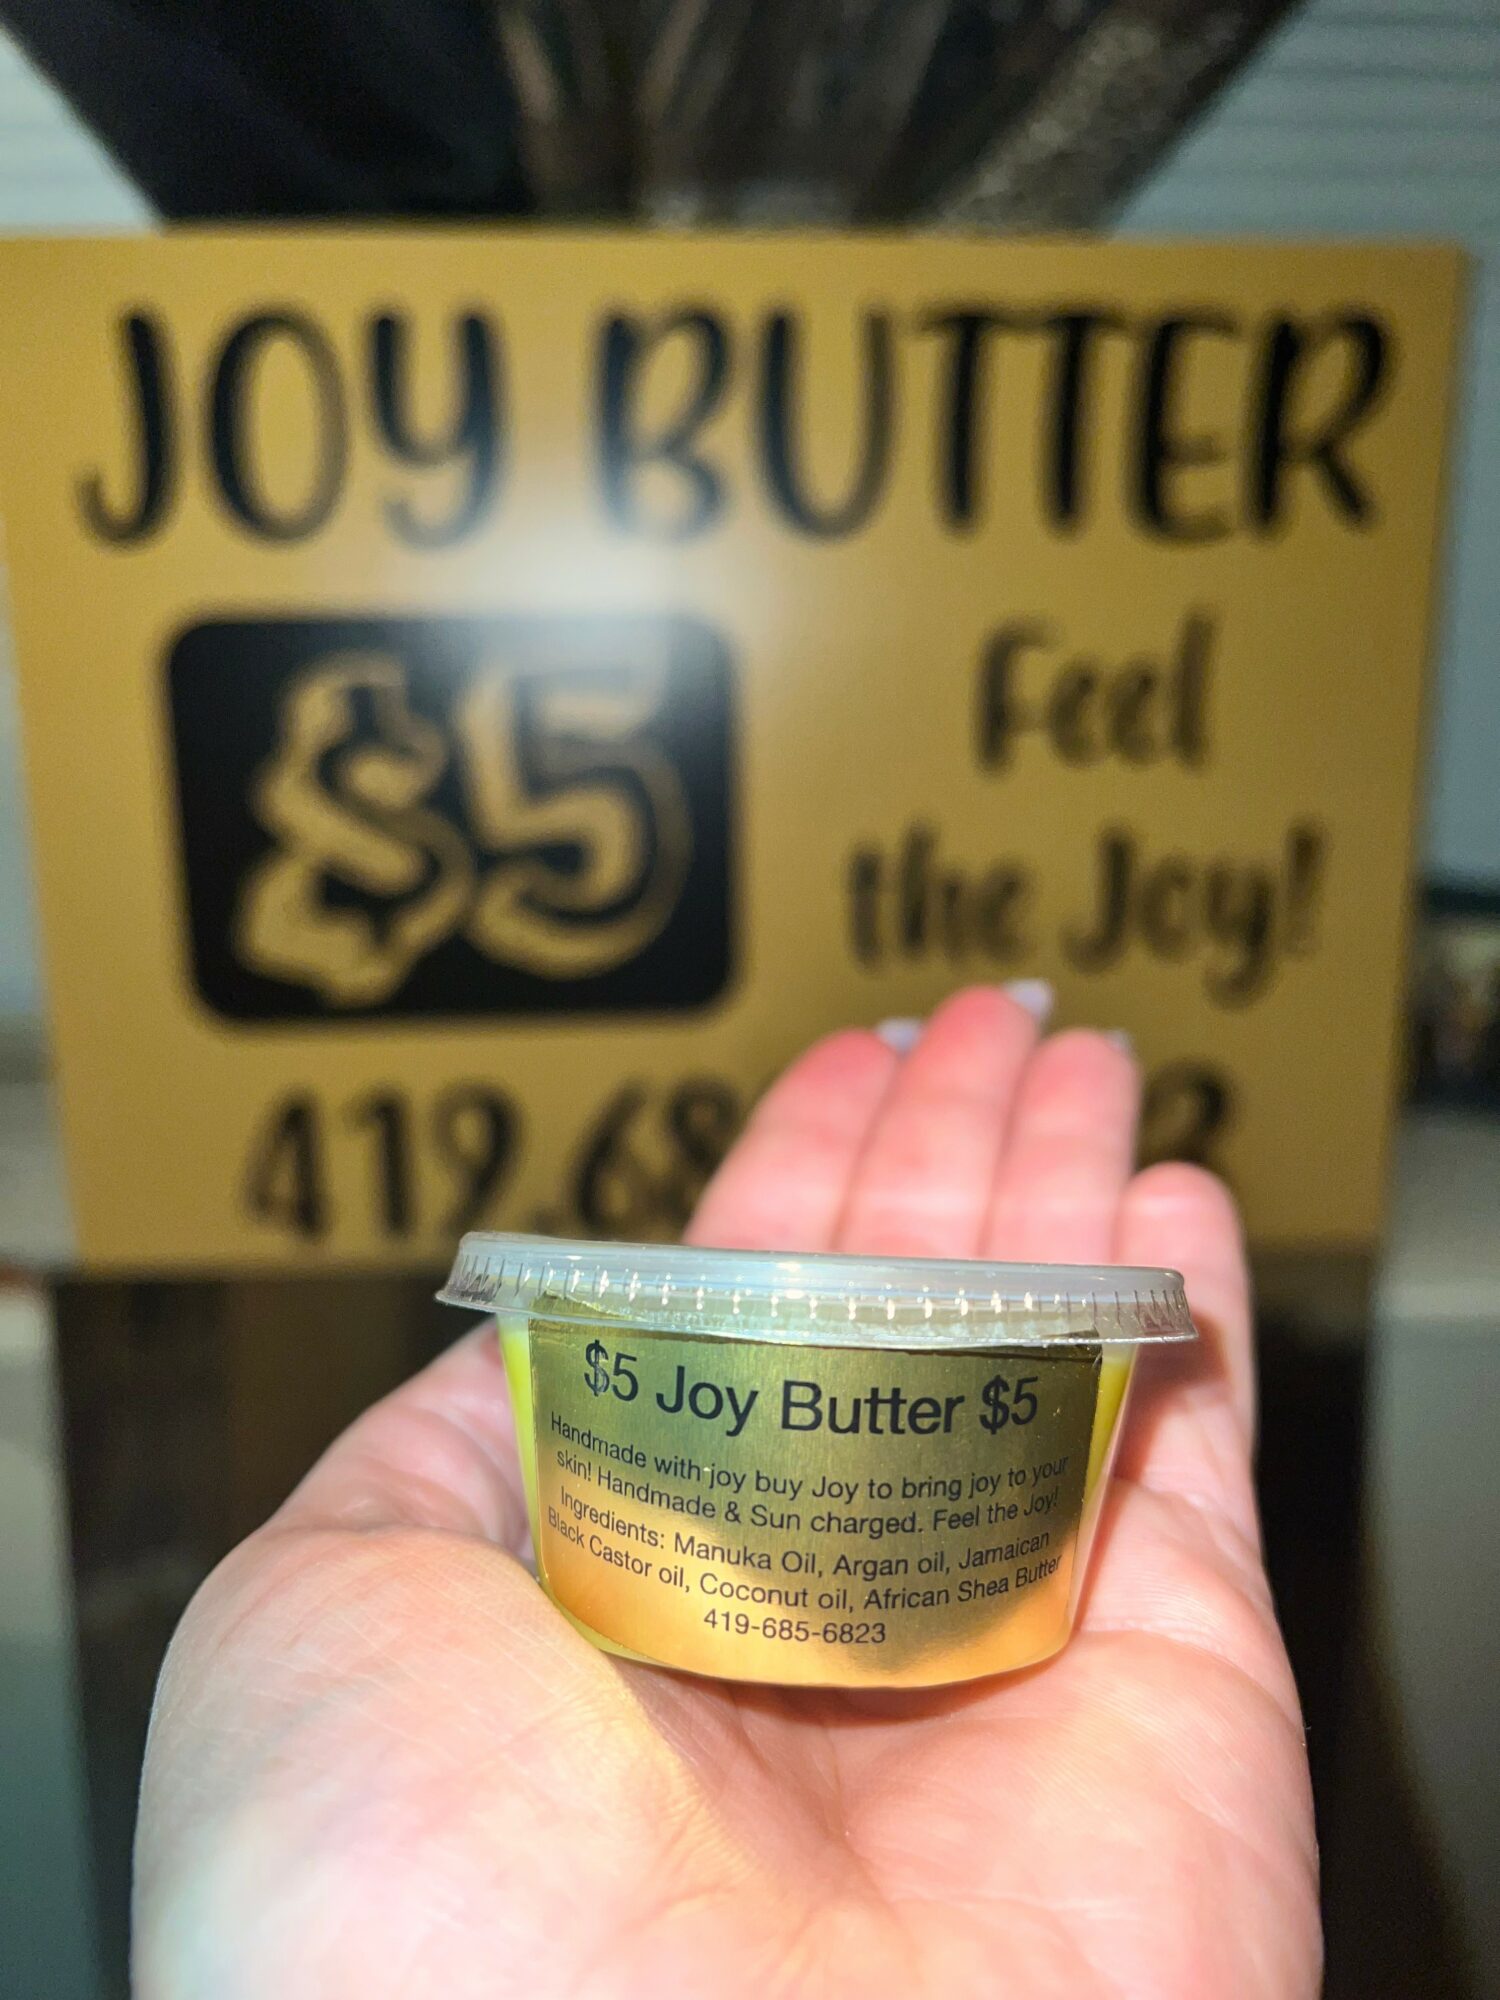 JOY BUTTER
$5
Feel
the Joy!
419.68
$5 Joy Butter $5
Handmade with joy buy Joy to bring joy to your
skin! Handmade & Sun charged. Feel the Joy!
Ingredients: Manuka Oil, Argan oil, Jamaican
Black Castor oil, Coconut oil, African Shea Butter
419-685-6823